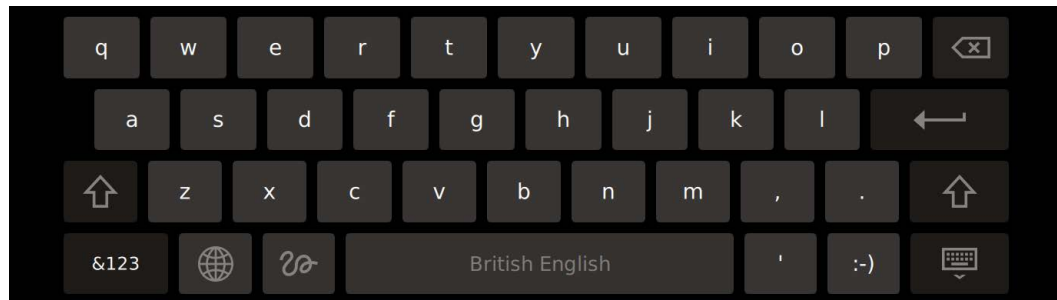 q w e r t y u i o p
a s d f g h j k l
z x c v b n m , .
&123 British English ' :-)